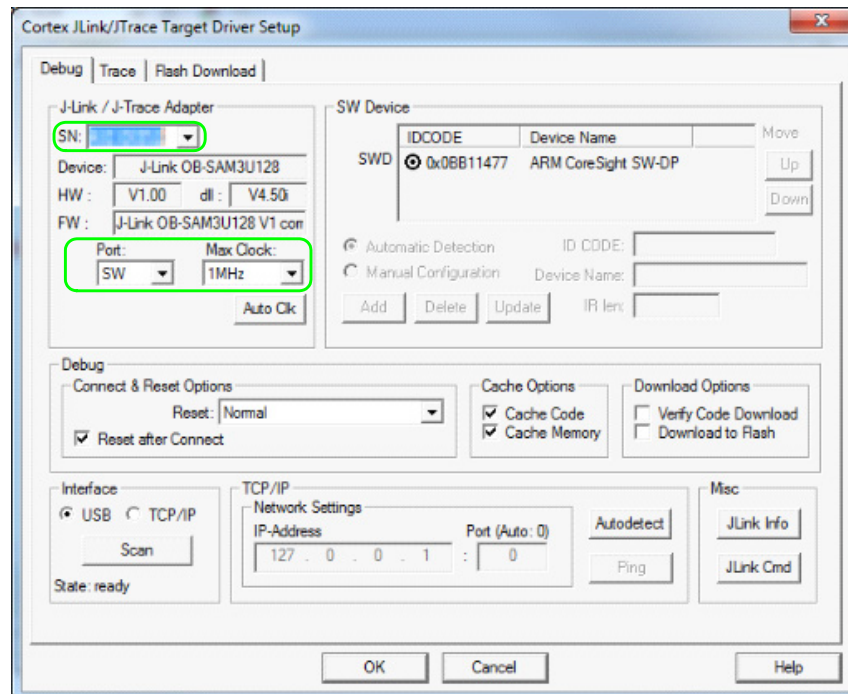 Cortex JLink/JTrace Target Driver Setup
Debug Trace Flash Download
J-Link / J-Trace Adapter
SN:
Device: J-Link OB-SAM3U128
HW : V1.00 dll : V4.50i
FW : J-Link OB-SAM3U128 V1 com
Port: Max Clock:
SW 1MHz
Auto Clk
SW Device
IDCODE Device Name
SWD 0x0BB11477 ARM CoreSight SW-DP
Move
Up
Down
Automatic Detection ID CODE:
Manual Configuration Device Name:
Add Delete Update IR len:
Debug
Connect & Reset Options
Reset: Normal
Reset after Connect
Cache Options
Cache Code
Cache Memory
Download Options
Verify Code Download
Download to Flash
Interface
USB TCP/IP
Scan
State: ready
TCP/IP
Network Settings
IP-Address Port (Auto: 0)
127 . 0 . 0 . 1 : 0
Autodetect
Ping
Misc
JLink Info
JLink Cmd
OK Cancel Help